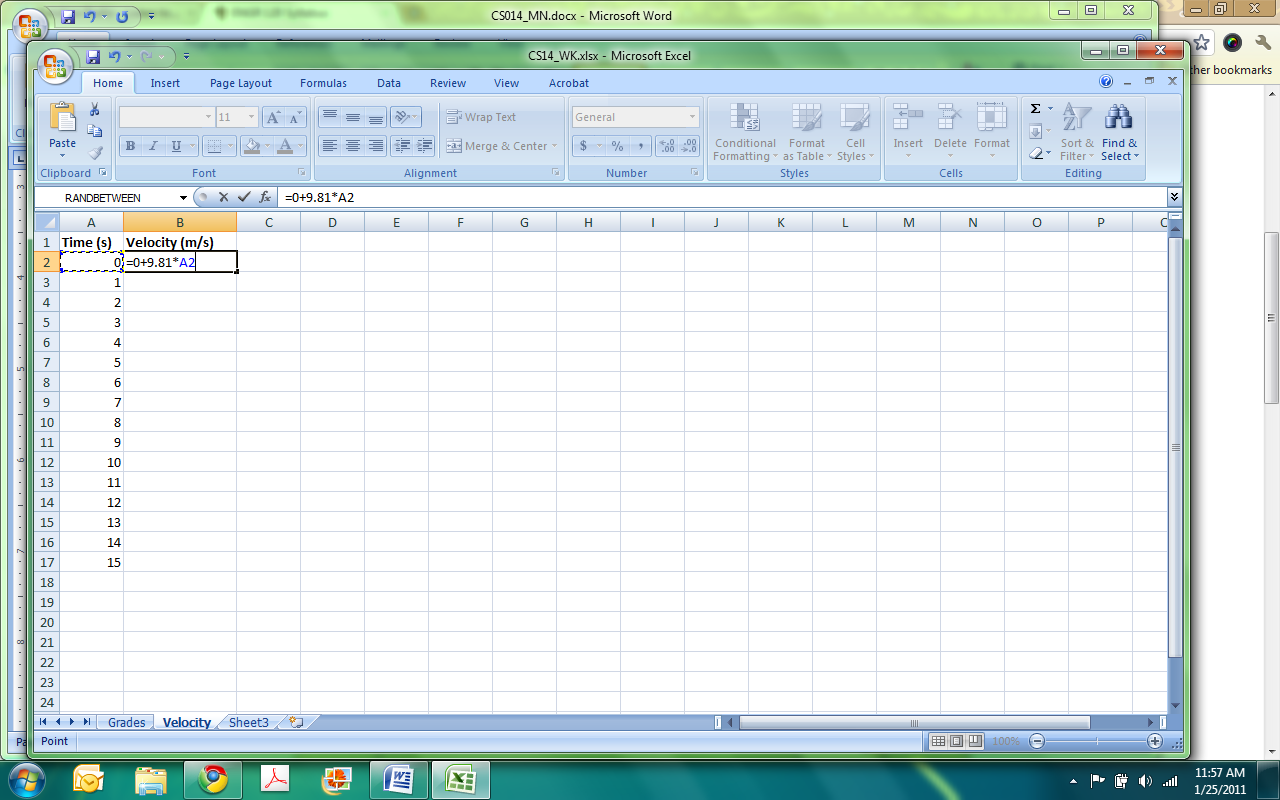 CS014_MN.docx - Microsoft Word
CS14_WK.xlsx - Microsoft Excel
Home Insert Page Layout Formulas Data Review View Acrobat
ther bookmarks
Paste
Clipboard
11
B I U A
Font
Wrap Text
Merge & Center
Alignment
General
$ % ,
Number
Conditional Formatting
Format as Table
Cell Styles
Styles
Insert Delete Format
Cells
Σ
Sort & Filter
Find & Select
Editing
RANDBETWEEN fx =0+9.81*A2
A B C D E F G H I J K L M N O P
1 Time (s) Velocity (m/s)
2 0 =0+9.81*A2
3 1
4 2
5 3
6 4
7 5
8 6
9 7
10 8
11 9
12 10
13 11
14 12
15 13
16 14
17 15
18
19
20
21
22
23
24
Grades Velocity Sheet3
Point 100%
11:57 AM
1/25/2011